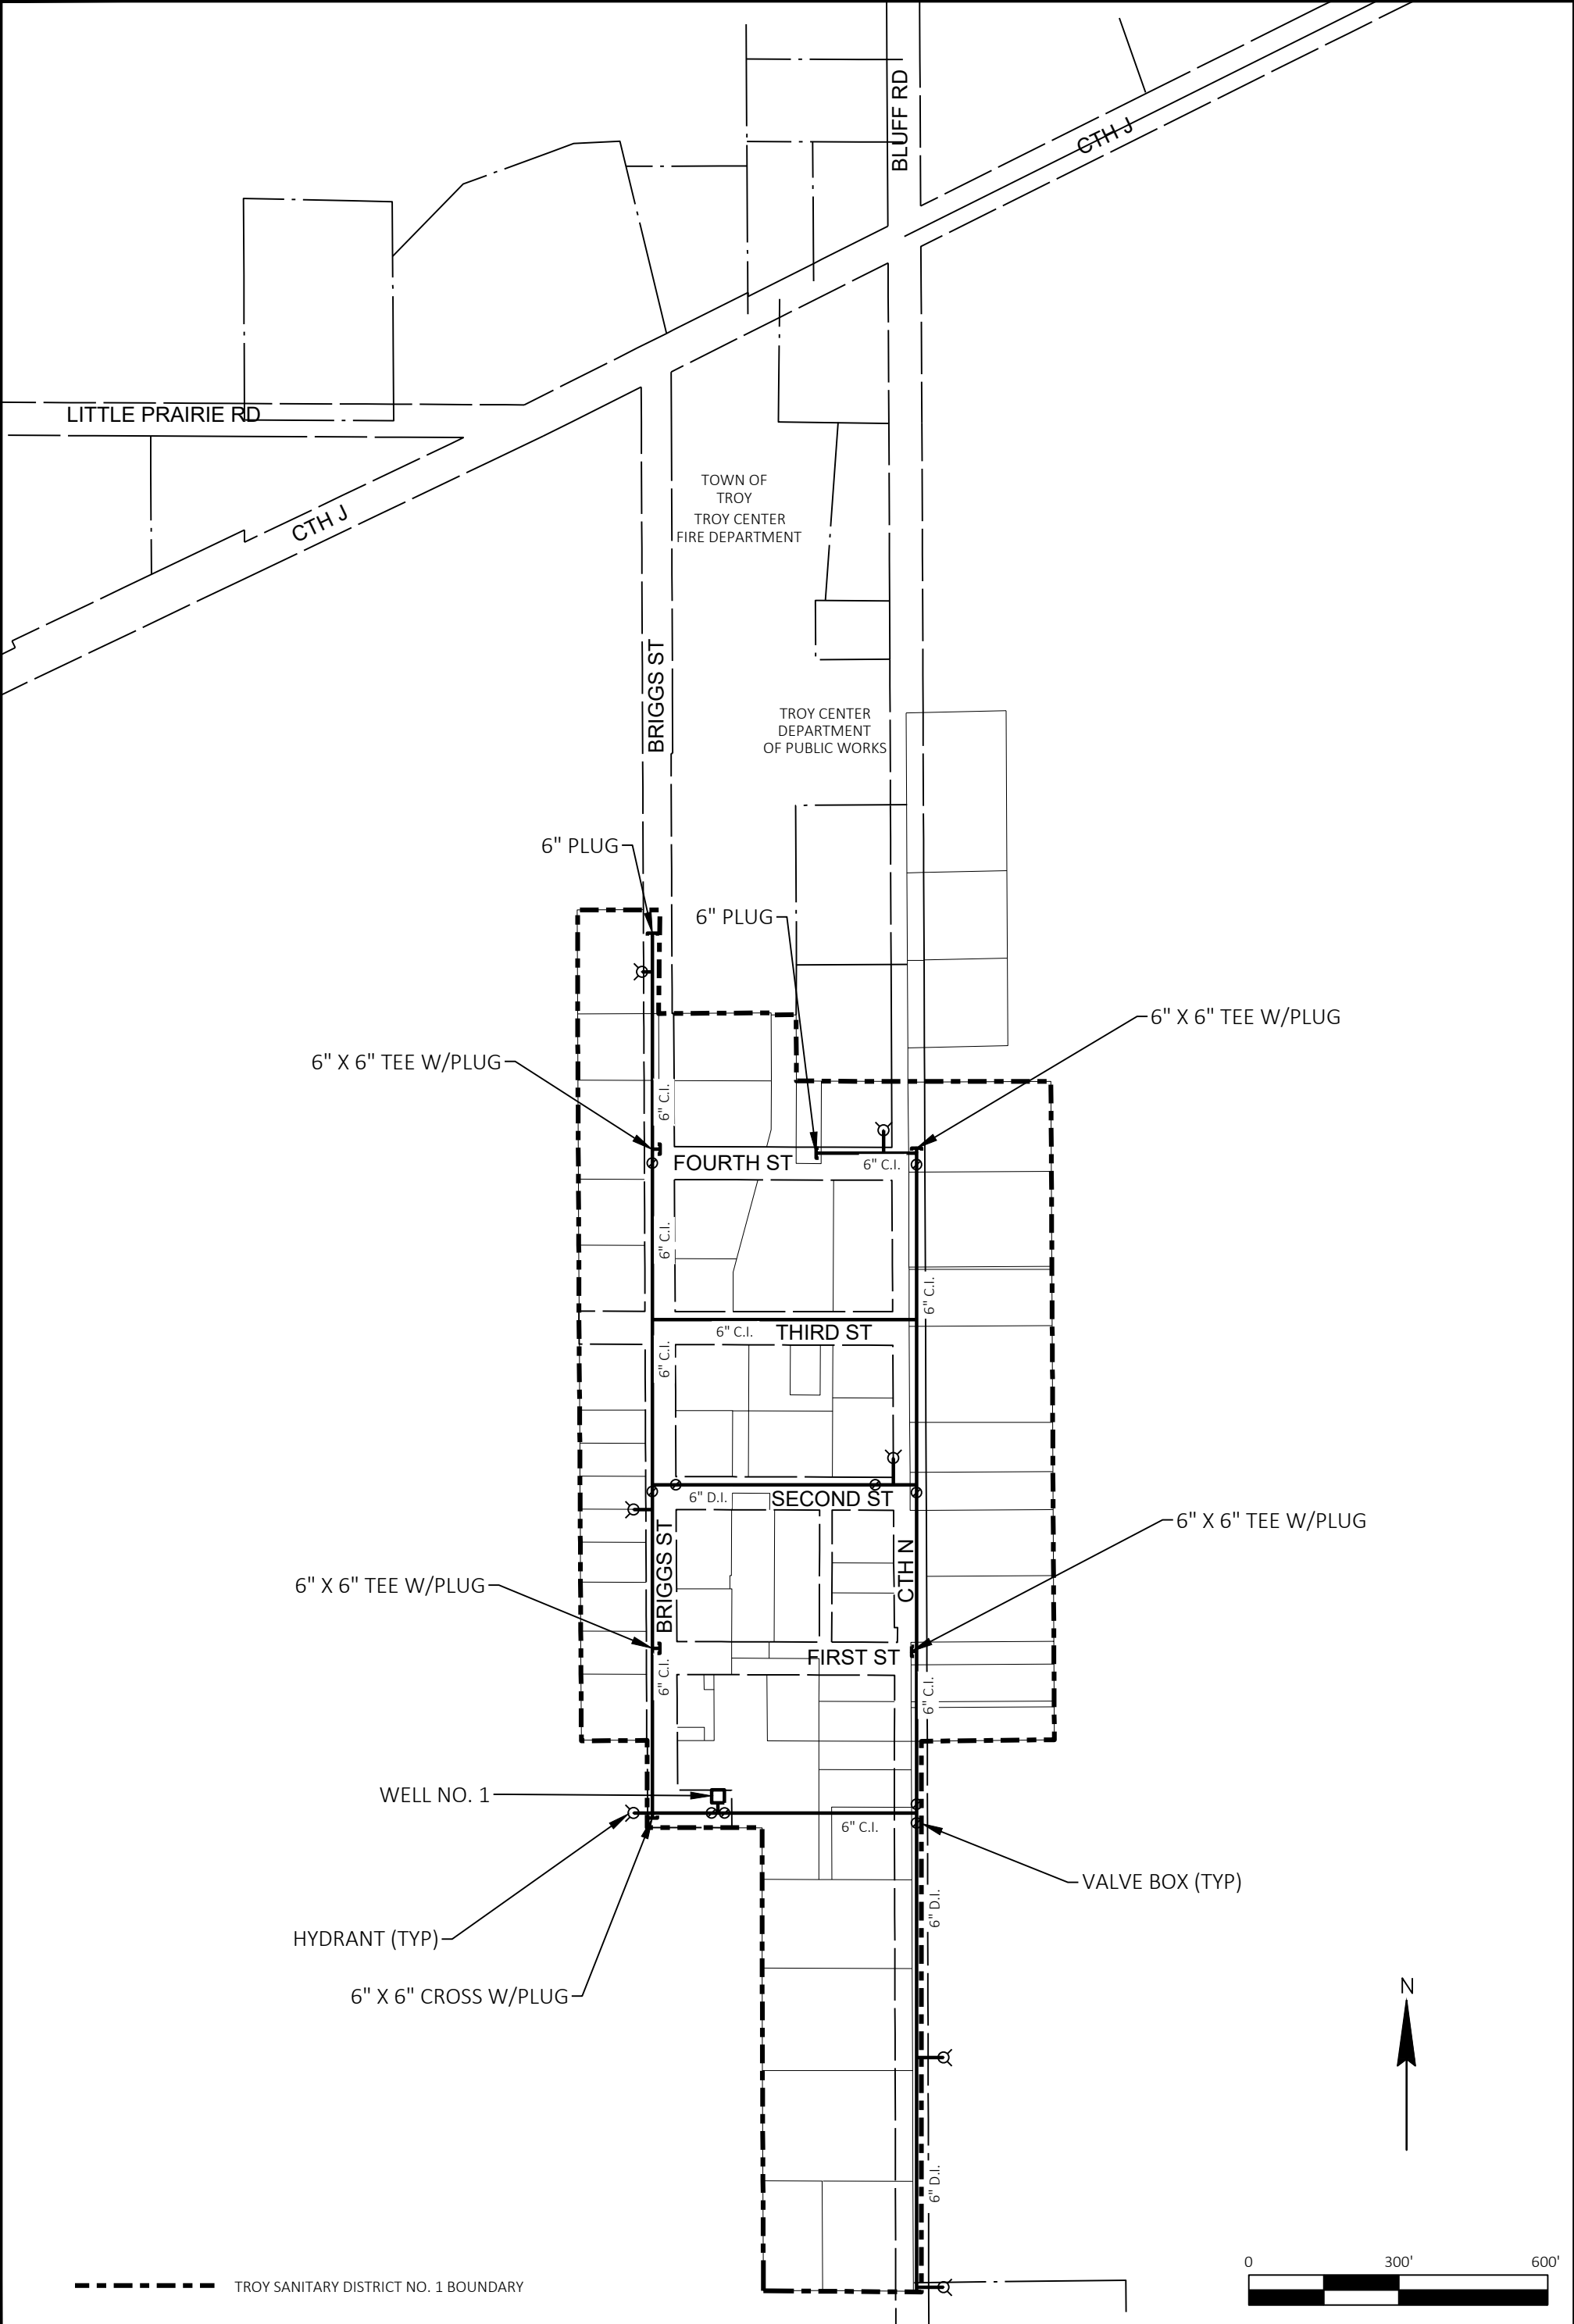 BLUFF RD
CTH J
LITTLE PRAIRIE RD
CTH J
TOWN OF
TROY
TROY CENTER
FIRE DEPARTMENT
BRIGGS ST
TROY CENTER
DEPARTMENT
OF PUBLIC WORKS
6" PLUG
6" PLUG
6" X 6" TEE W/PLUG
6" X 6" TEE W/PLUG
6" C.I.
FOURTH ST
6" C.I.
6" C.I.
6" C.I.
6" C.I.
THIRD ST
6" C.I.
6" D.I.
SECOND ST
6" X 6" TEE W/PLUG
BRIGGS ST
CTH N
6" X 6" TEE W/PLUG
FIRST ST
6" C.I.
6" C.I.
WELL NO. 1
6" C.I.
VALVE BOX (TYP)
6" D.I.
HYDRANT (TYP)
6" X 6" CROSS W/PLUG
N
6" D.I.
0 300' 600'
TROY SANITARY DISTRICT NO. 1 BOUNDARY